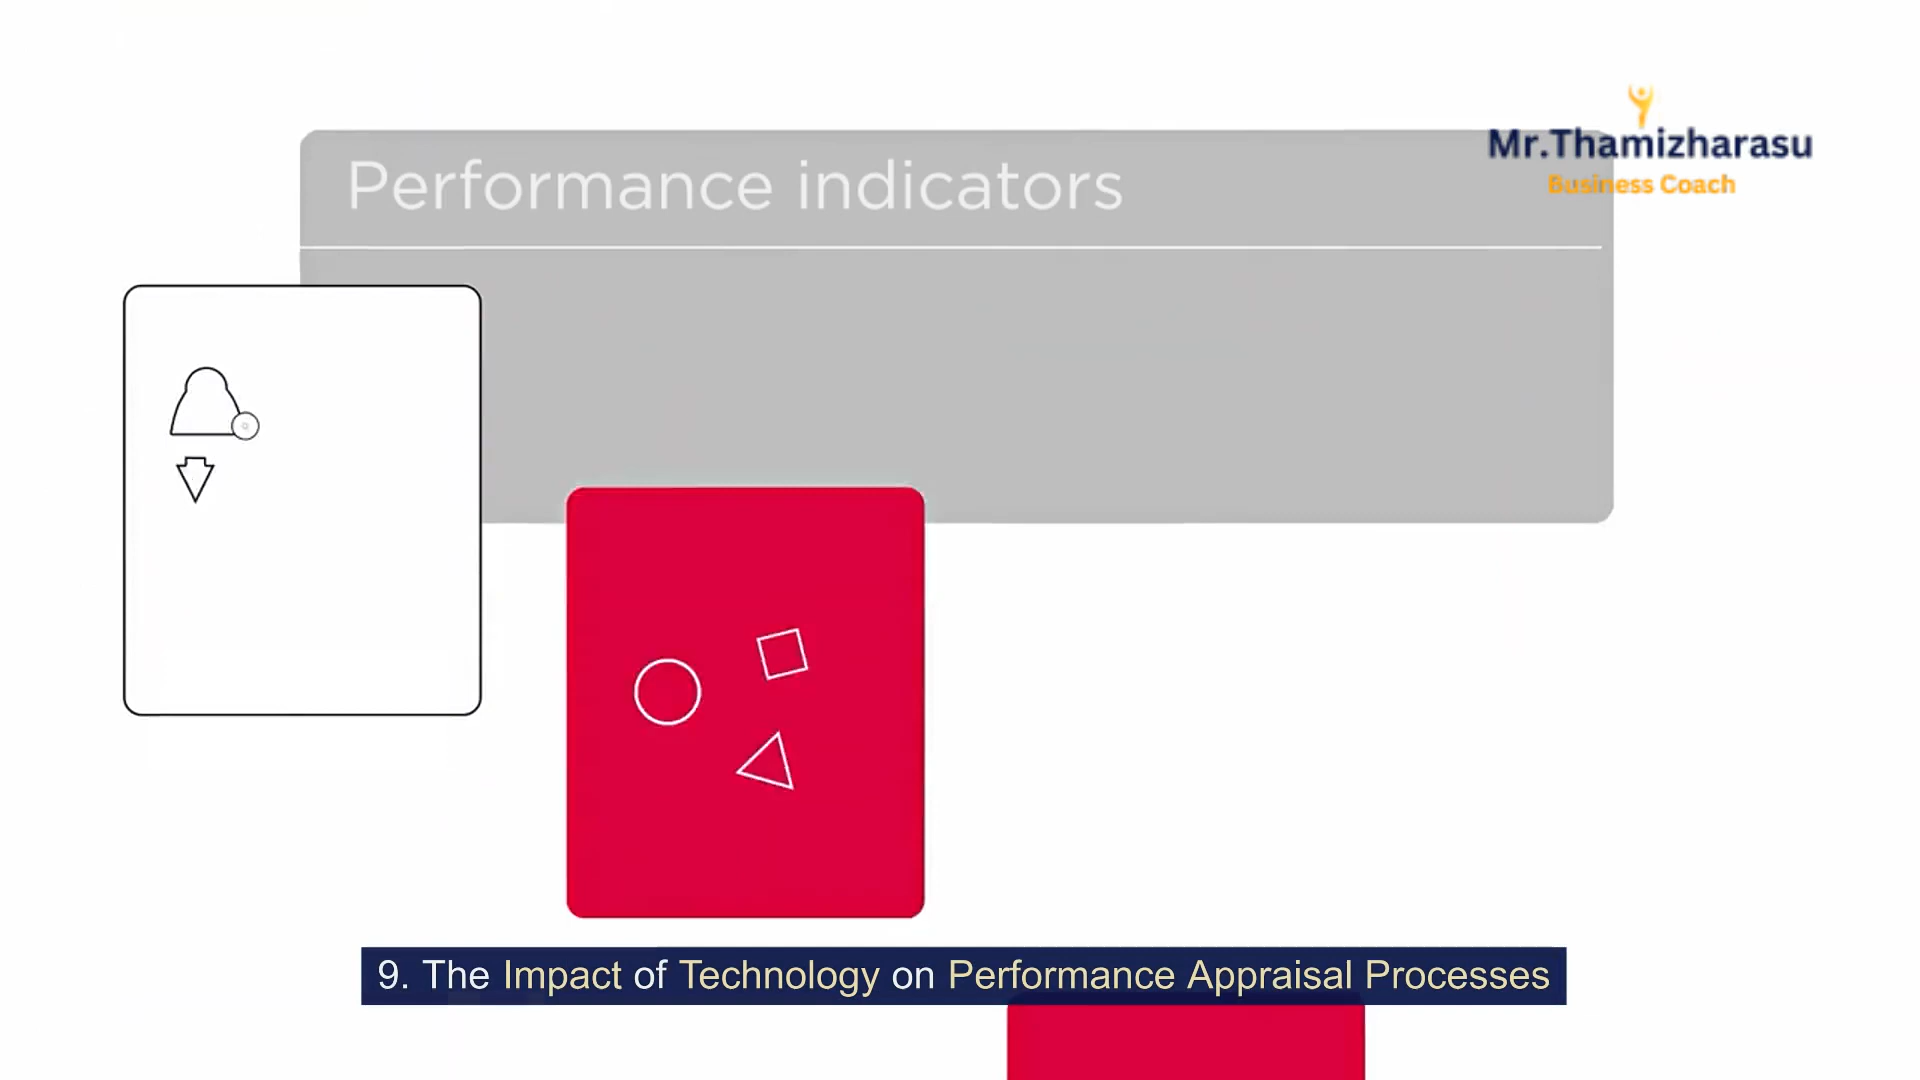 Mr.Thamizharasu
Business Coach
Performance indicators
9. The Impact of Technology on Performance Appraisal Processes